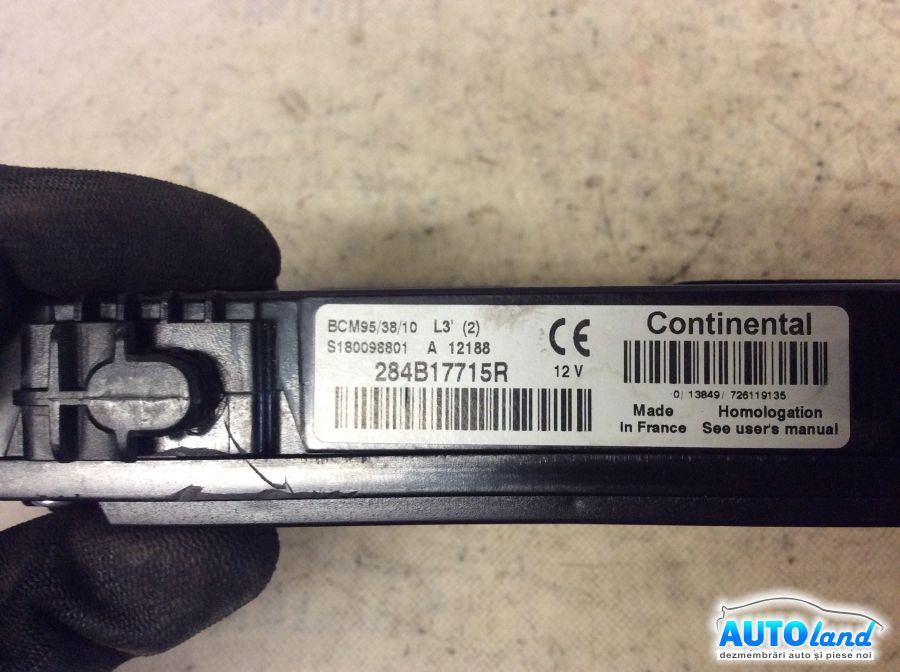 BCM95/38/10 L3' (2)
S180098801 A 12188
284B17715R
CE
12 V
Continental
0/ 13849/ 726119135
Made in France
Homologation
See user's manual
AUTOland
dezmembrări auto și piese noi